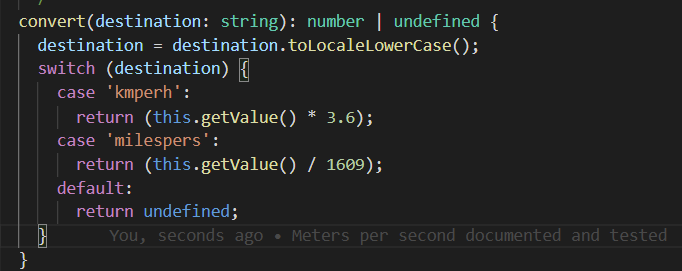 /
convert(destination: string): number | undefined {
destination = destination.toLocaleLowerCase();
switch (destination) {
case 'kmperh':
return (this.getValue() * 3.6);
case 'milespers':
return (this.getValue() / 1609);
default:
return undefined;
} You, seconds ago • Meters per second documented and tested
}